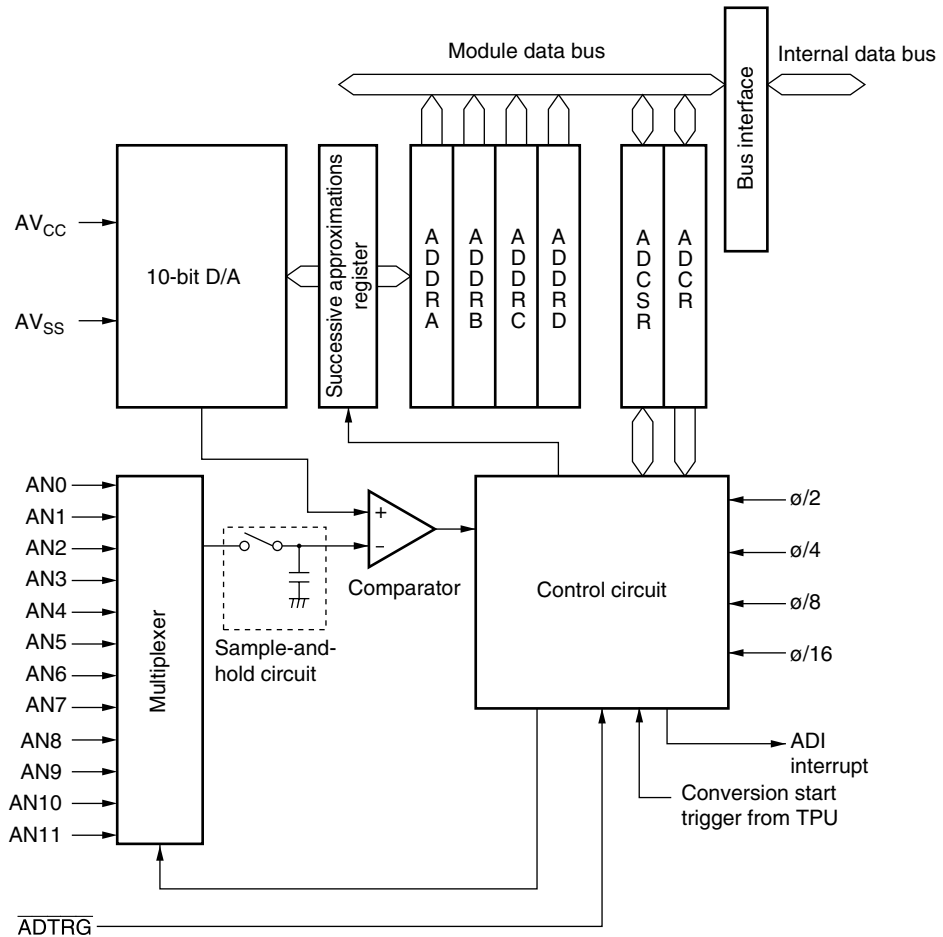 Module data bus
Internal data bus
Bus interface
AVCC
AVSS
10-bit D/A
Successive approximations
register
ADDRA
ADDRB
ADDRC
ADDRD
ADCSR
ADCR
AN0
AN1
AN2
AN3
AN4
AN5
AN6
AN7
AN8
AN9
AN10
AN11
Multiplexer
Sample-and-
hold circuit
+
−
Comparator
Control circuit
ø/2
ø/4
ø/8
ø/16
ADI
interrupt
Conversion start
trigger from TPU
ADTRG